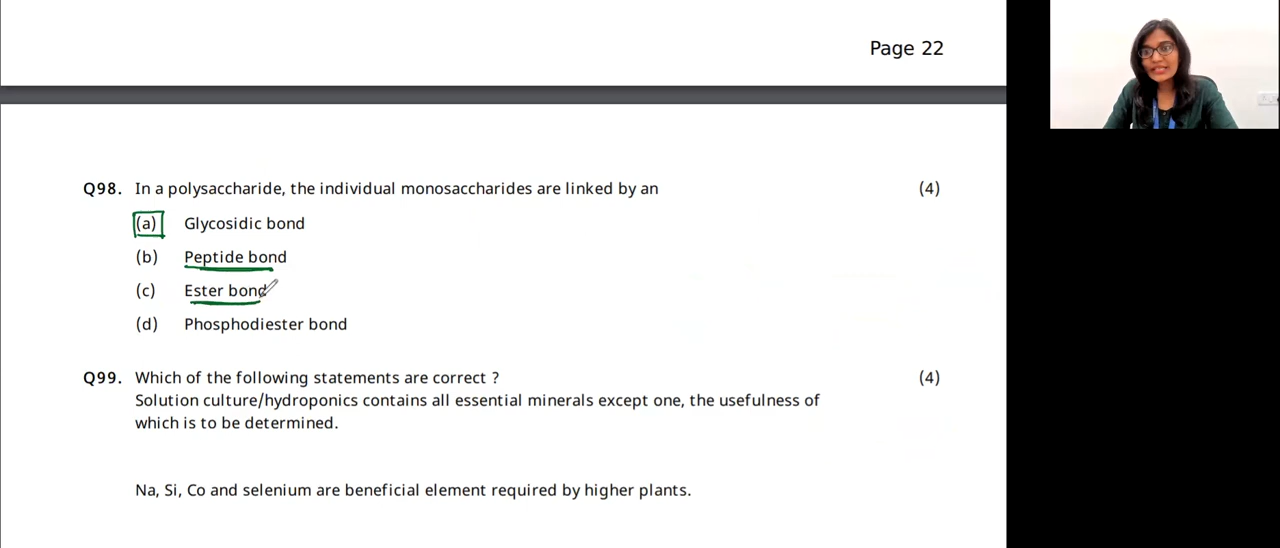 Page 22
Q98. In a polysaccharide, the individual monosaccharides are linked by an (4)
(a) Glycosidic bond
(b) Peptide bond
(c) Ester bond
(d) Phosphodiester bond
Q99. Which of the following statements are correct ? (4)
Solution culture/hydroponics contains all essential minerals except one, the usefulness of
which is to be determined.
Na, Si, Co and selenium are beneficial element required by higher plants.